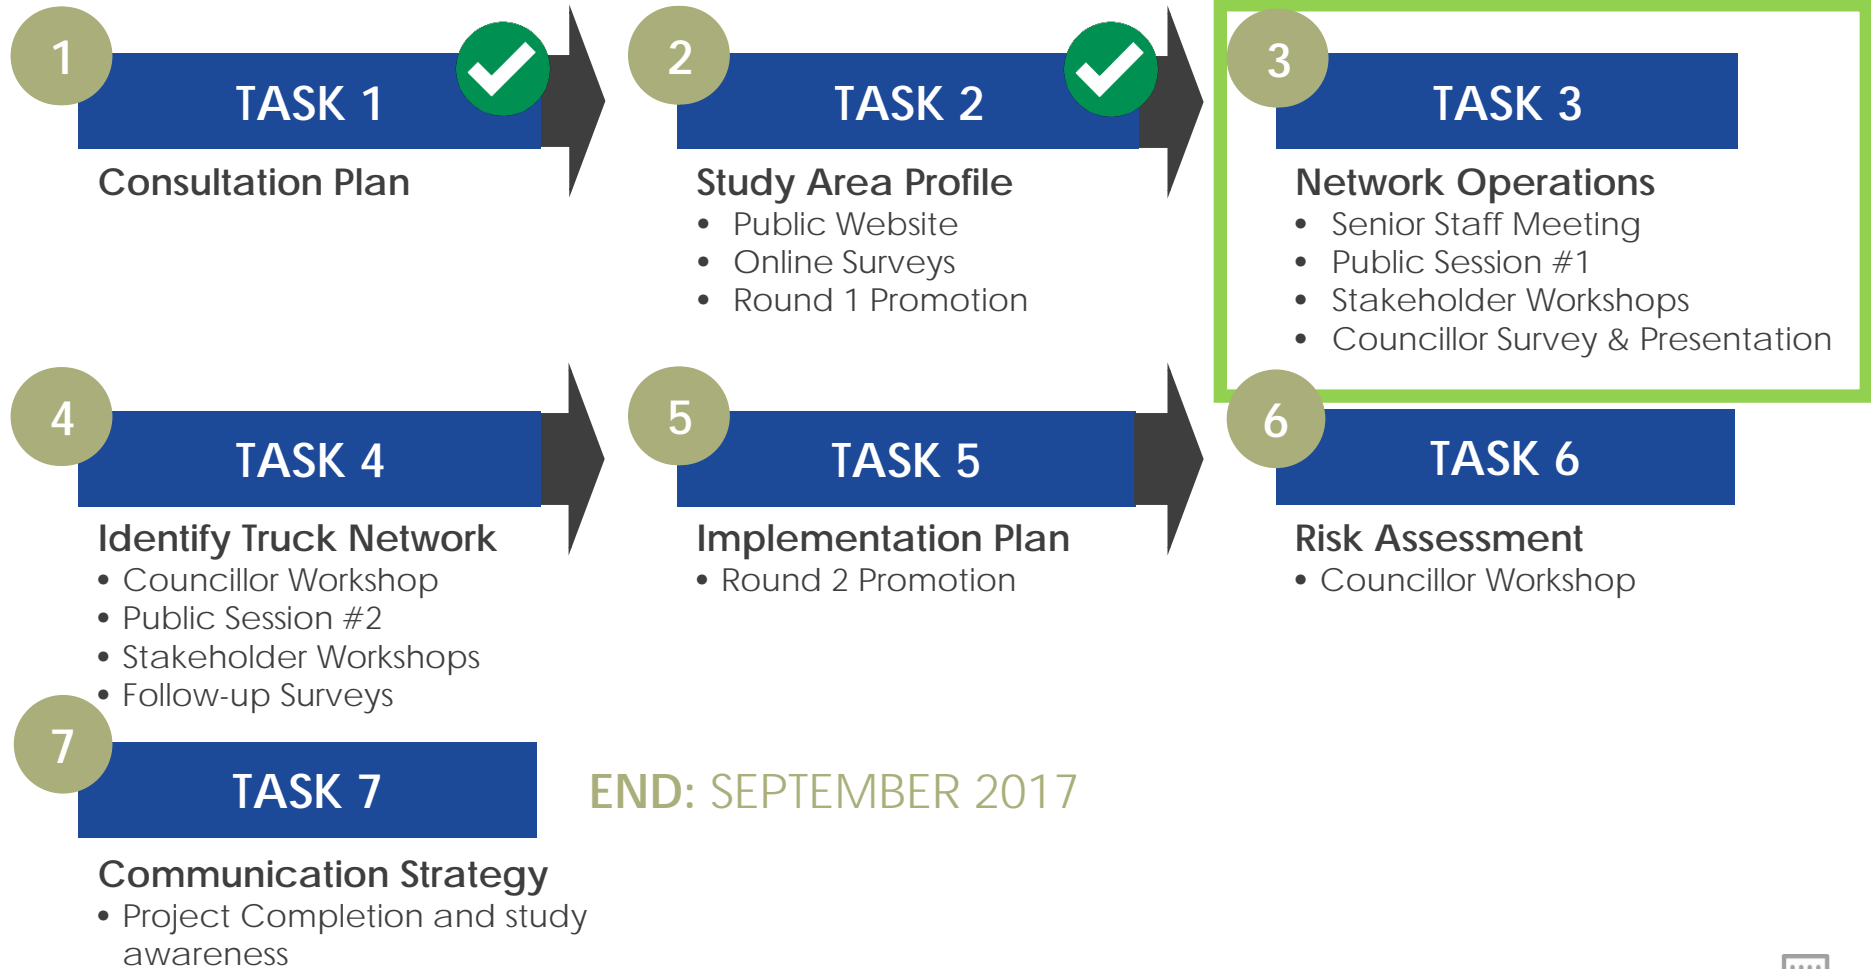 1
TASK 1
Consultation Plan
2
TASK 2
Study Area Profile
• Public Website
• Online Surveys
• Round 1 Promotion
3
TASK 3
Network Operations
• Senior Staff Meeting
• Public Session #1
• Stakeholder Workshops
• Councillor Survey & Presentation
4
TASK 4
Identify Truck Network
• Councillor Workshop
• Public Session #2
• Stakeholder Workshops
• Follow-up Surveys
5
TASK 5
Implementation Plan
• Round 2 Promotion
6
TASK 6
Risk Assessment
• Councillor Workshop
7
TASK 7
Communication Strategy
• Project Completion and study
awareness
END: SEPTEMBER 2017